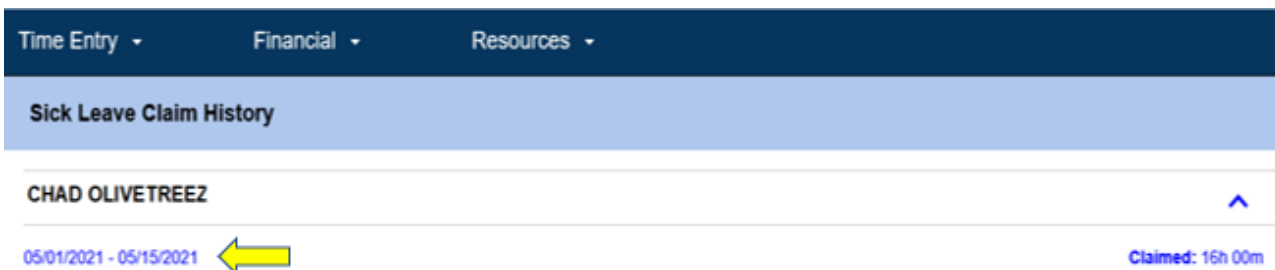 Time Entry Financial Resources
Sick Leave Claim History
CHAD OLIVETREEZ
05/01/2021 - 05/15/2021 Claimed: 16h 00m